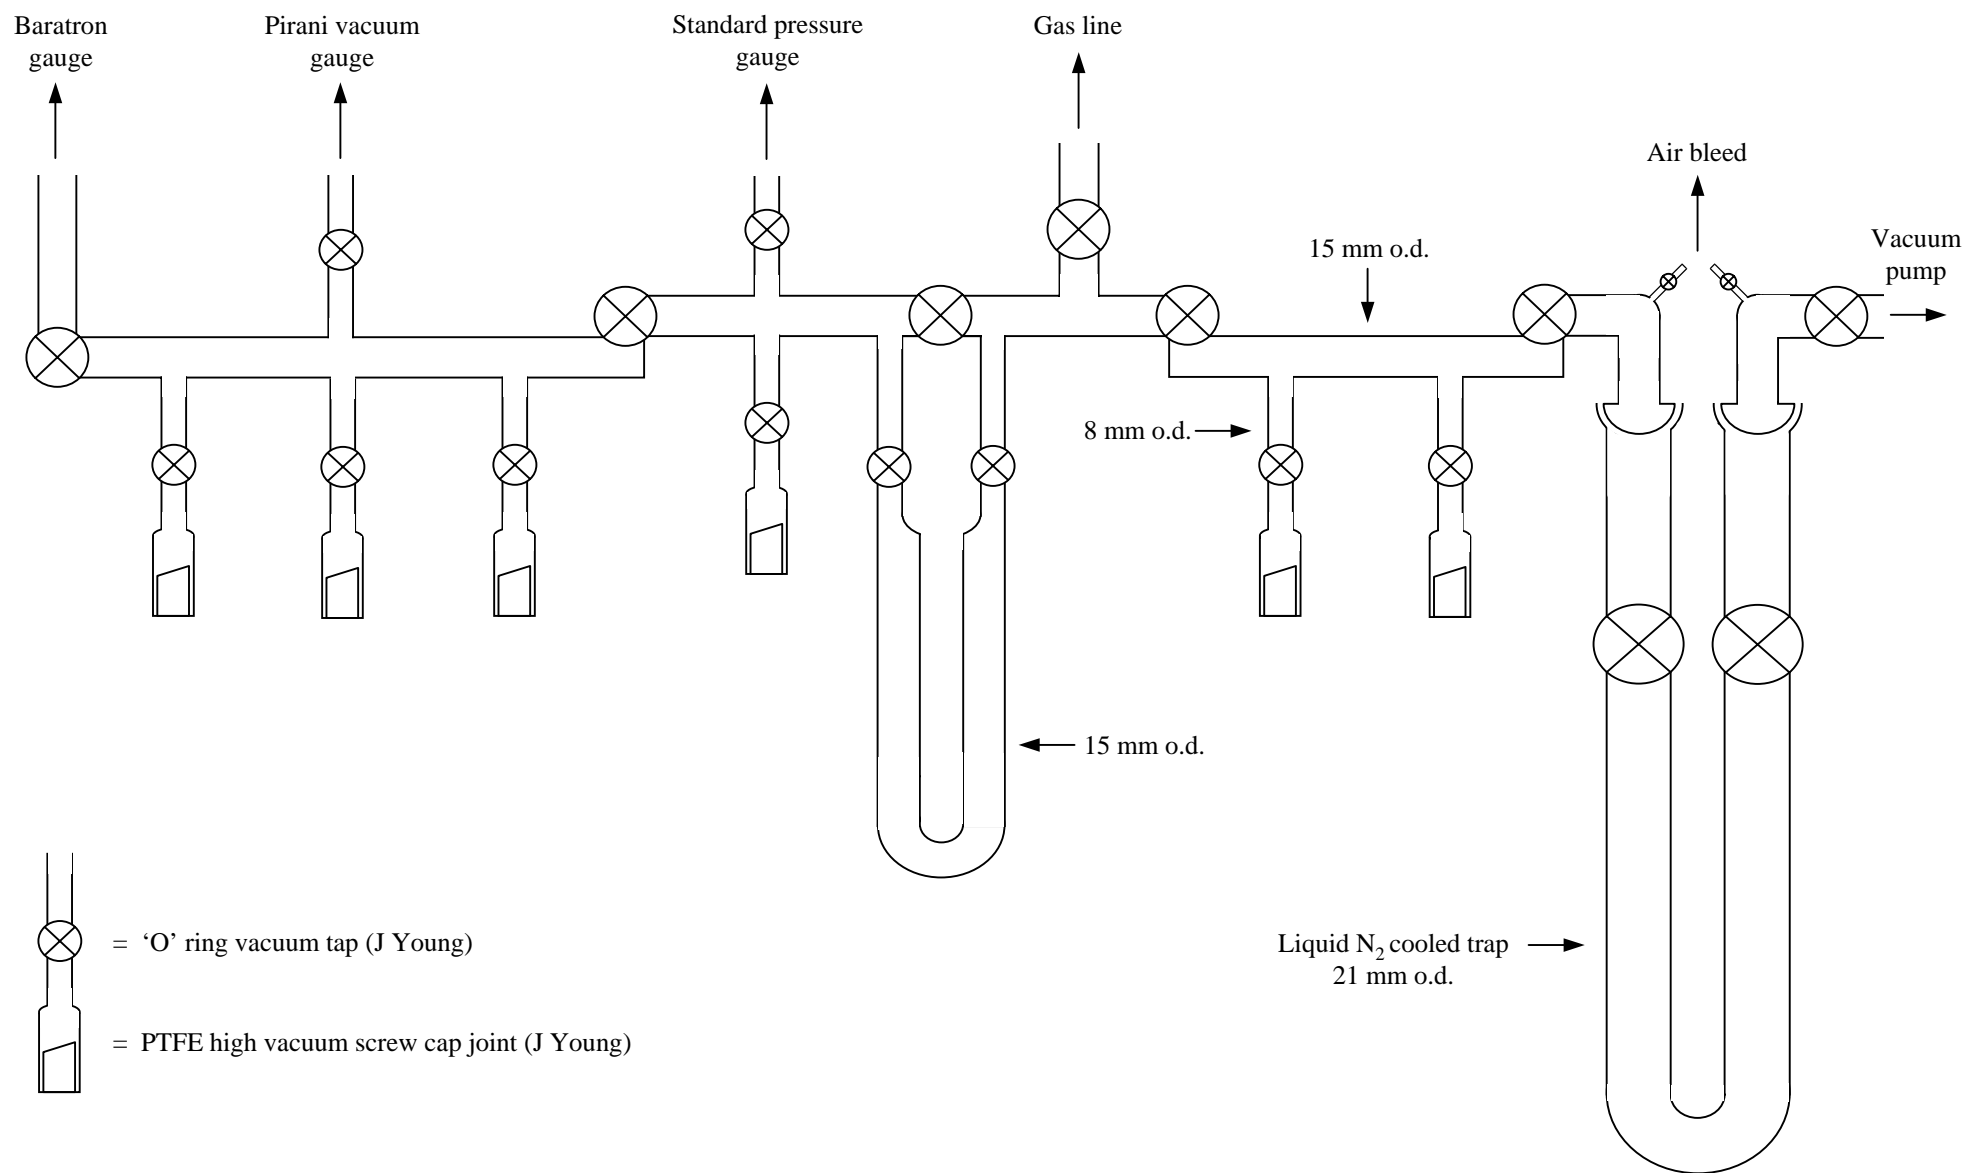 Baratron
gauge
Pirani vacuum
gauge
Standard pressure
gauge
Gas line
Air bleed
Vacuum
pump
15 mm o.d.
8 mm o.d.
15 mm o.d.
Liquid N₂ cooled trap
21 mm o.d.
= ‘O’ ring vacuum tap (J Young)
= PTFE high vacuum screw cap joint (J Young)